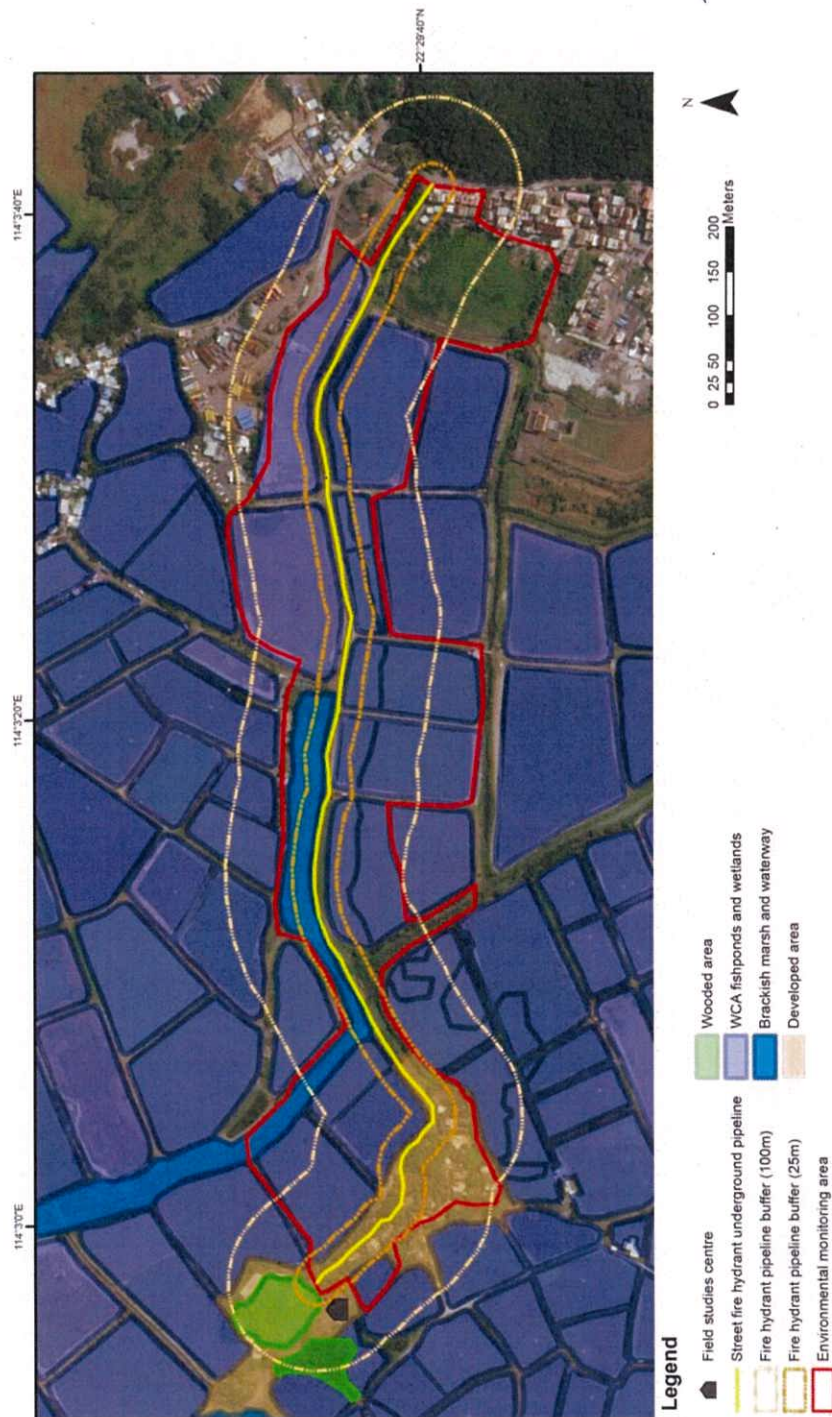 114°3'0"E
114°3'20"E
114°3'40"E
22°29'40"N
N
0 25 50 100 150 200
Meters
Legend
Field studies centre
Street fire hydrant underground pipeline
Fire hydrant pipeline buffer (100m)
Fire hydrant pipeline buffer (25m)
Environmental monitoring area
Wooded area
WCA fishponds and wetlands
Brackish marsh and waterway
Developed area